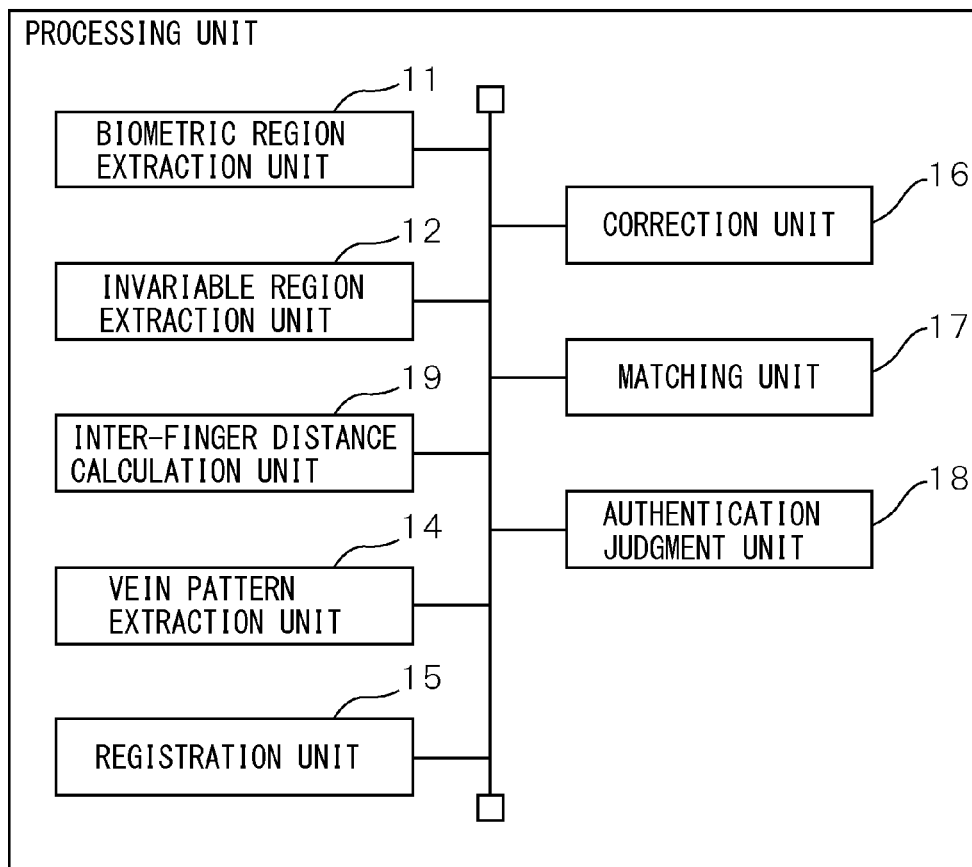 PROCESSING UNIT
11
BIOMETRIC REGION
EXTRACTION UNIT
12
INVARIABLE REGION
EXTRACTION UNIT
19
INTER-FINGER DISTANCE
CALCULATION UNIT
14
VEIN PATTERN
EXTRACTION UNIT
15
REGISTRATION UNIT
16
CORRECTION UNIT
17
MATCHING UNIT
18
AUTHENTICATION
JUDGMENT UNIT